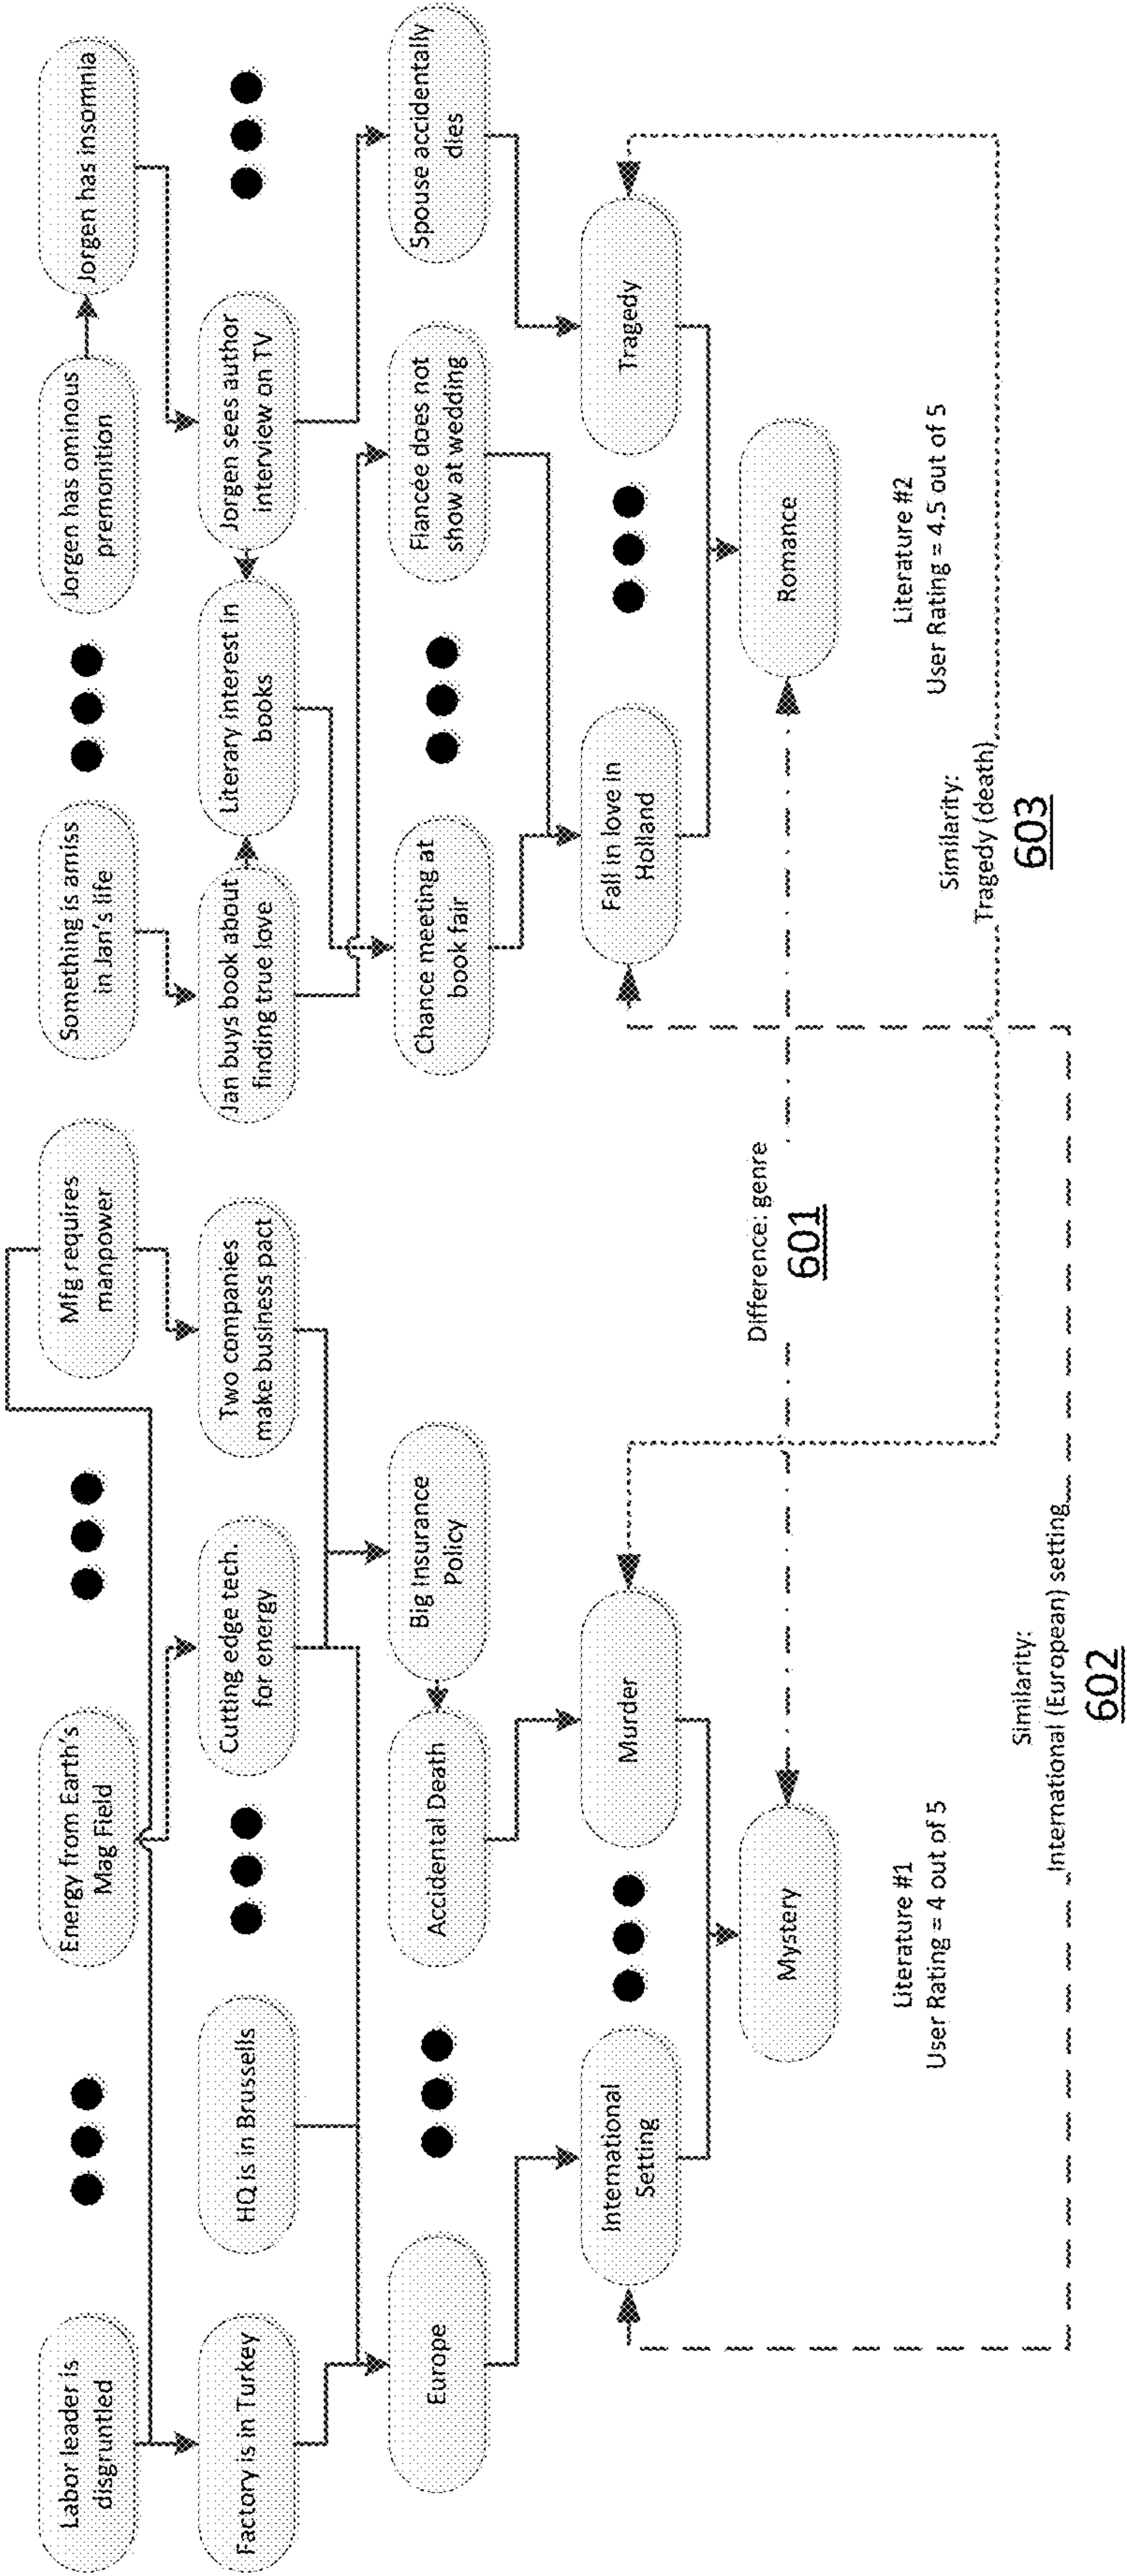 Labor leader is
disgruntled
Energy from Earth's
Mag Field
Mfg requires
manpower
Something is amiss
in Jan's life
Jorgen has ominous
premonition
Jorgen has insomnia
Factory is in Turkey
HQ is in Brussells
Cutting edge tech.
for energy
Two companies
make business pact
Jan buys book about
finding true love
Literary interest in
books
Jorgen sees author
interview on TV
Europe
Accidental Death
Big Insurance
Policy
Chance meeting at
book fair
Fiancée does not
show at wedding
Spouse accidentally
dies
International
Setting
Murder
Fall in love in
Holland
Tragedy
Mystery
Difference: genre
601
Romance
Literature #1
User Rating = 4 out of 5
Literature #2
User Rating = 4.5 out of 5
Similarity:
Tragedy (death)
603
Similarity:
International (European) setting
602